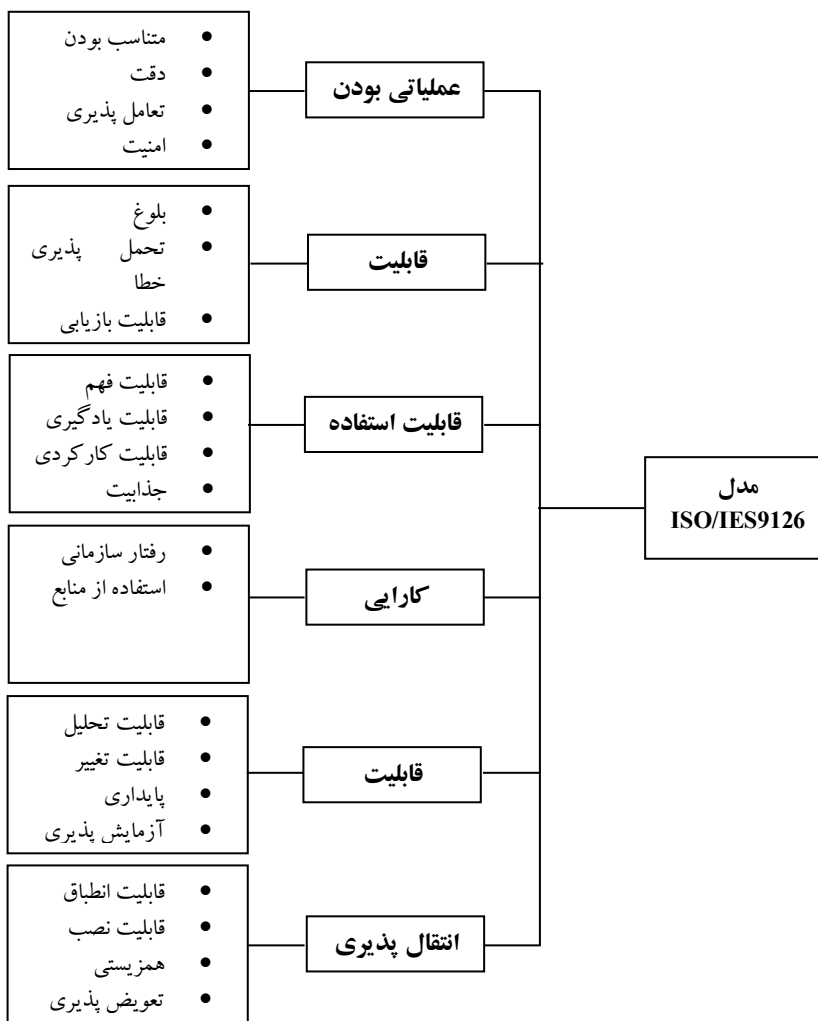 مدل
ISO/IES9126
عملیاتی بودن
• متناسب بودن
• دقت
• تعامل پذیری
• امنیت
قابلیت
• بلوغ
• تحمل پذیری
خطا
• قابلیت بازیابی
قابلیت استفاده
• قابلیت فهم
• قابلیت یادگیری
• قابلیت کارکردی
• جذابیت
کارایی
• رفتار سازمانی
• استفاده از منابع
قابلیت
• قابلیت تحلیل
• قابلیت تغییر
• پایداری
• آزمایش پذیری
انتقال پذیری
• قابلیت انطباق
• قابلیت نصب
• همزیستی
• تعویض پذیری